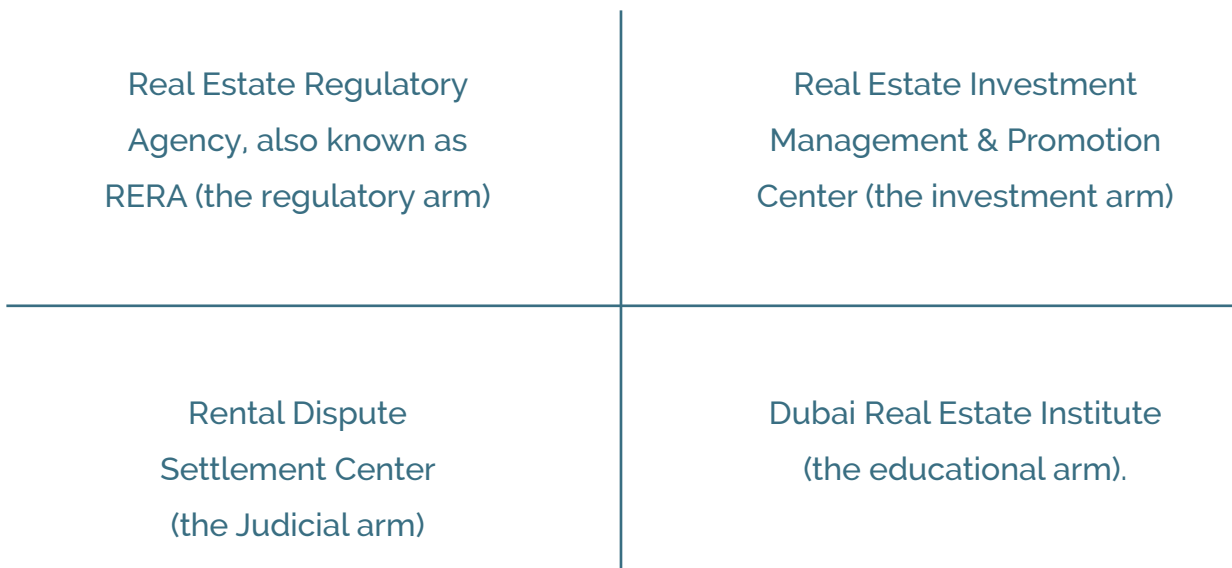 Real Estate Regulatory
Agency, also known as
RERA (the regulatory arm)
Real Estate Investment
Management & Promotion
Center (the investment arm)
Rental Dispute
Settlement Center
(the Judicial arm)
Dubai Real Estate Institute
(the educational arm).